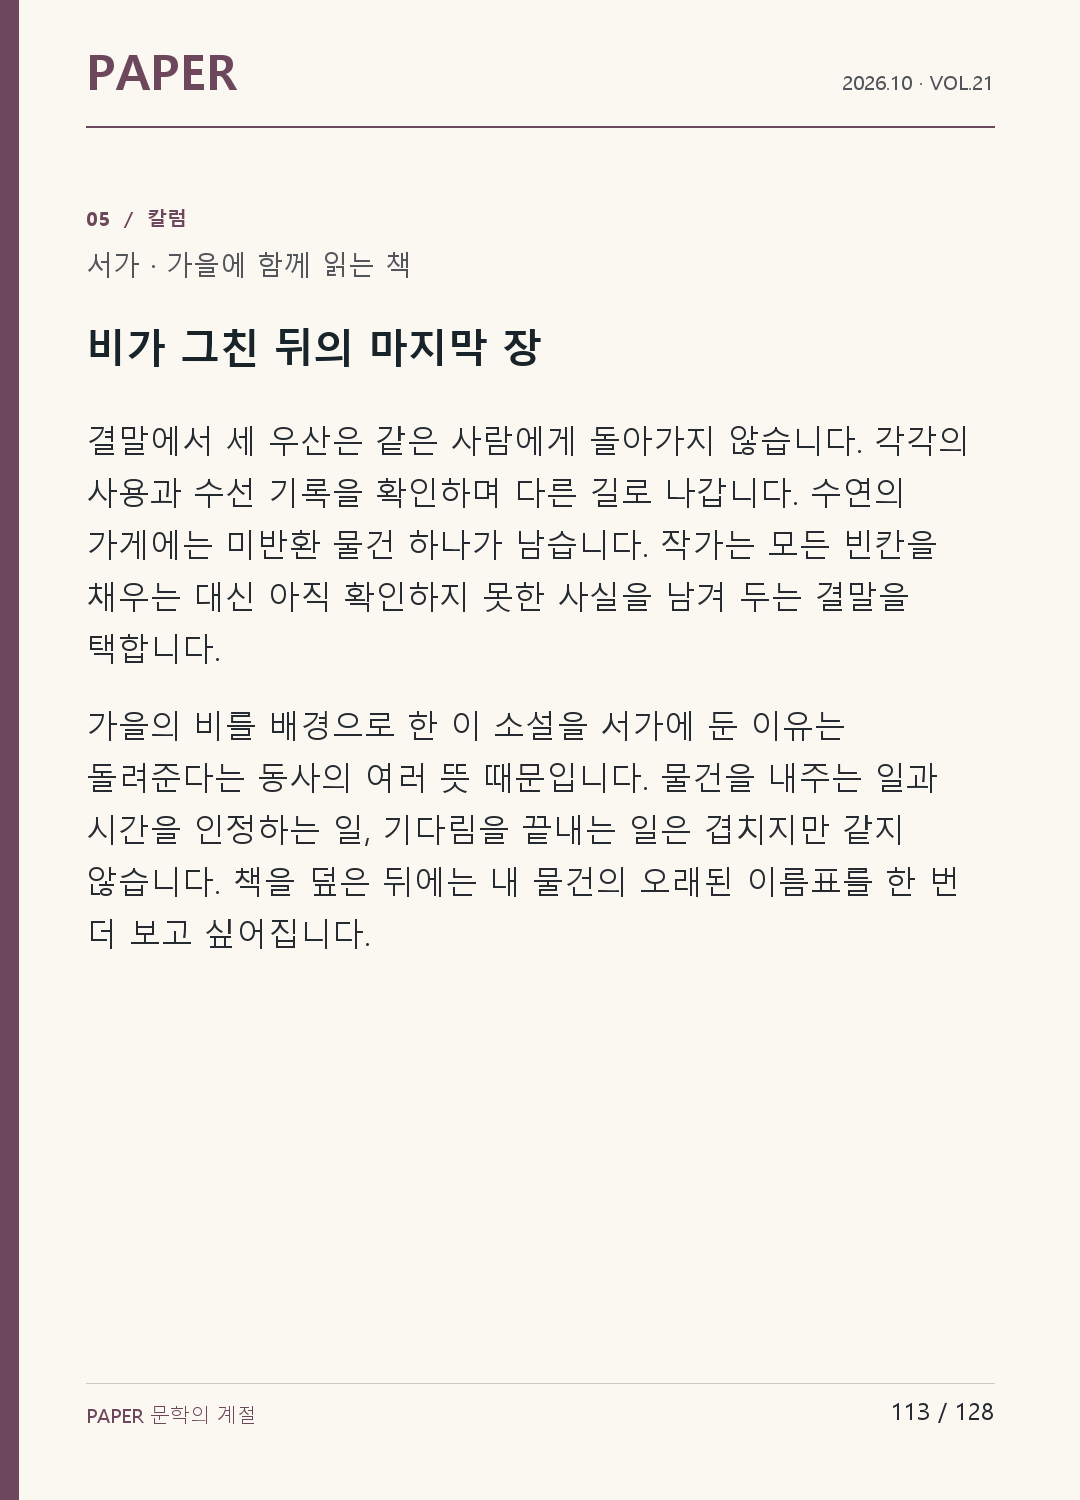 PAPER
2026.10 · VOL.21
05 / 칼럼
서가 · 가을에 함께 읽는 책
비가 그친 뒤의 마지막 장
결말에서 세 우산은 같은 사람에게 돌아가지 않습니다. 각각의
사용과 수선 기록을 확인하며 다른 길로 나갑니다. 수연의
가게에는 미반환 물건 하나가 남습니다. 작가는 모든 빈칸을
채우는 대신 아직 확인하지 못한 사실을 남겨 두는 결말을
택합니다.
가을의 비를 배경으로 한 이 소설을 서가에 둔 이유는
돌려준다는 동사의 여러 뜻 때문입니다. 물건을 내주는 일과
시간을 인정하는 일, 기다림을 끝내는 일은 겹치지만 같지
않습니다. 책을 덮은 뒤에는 내 물건의 오래된 이름표를 한 번
더 보고 싶어집니다.
PAPER 문학의 계절
113 / 128